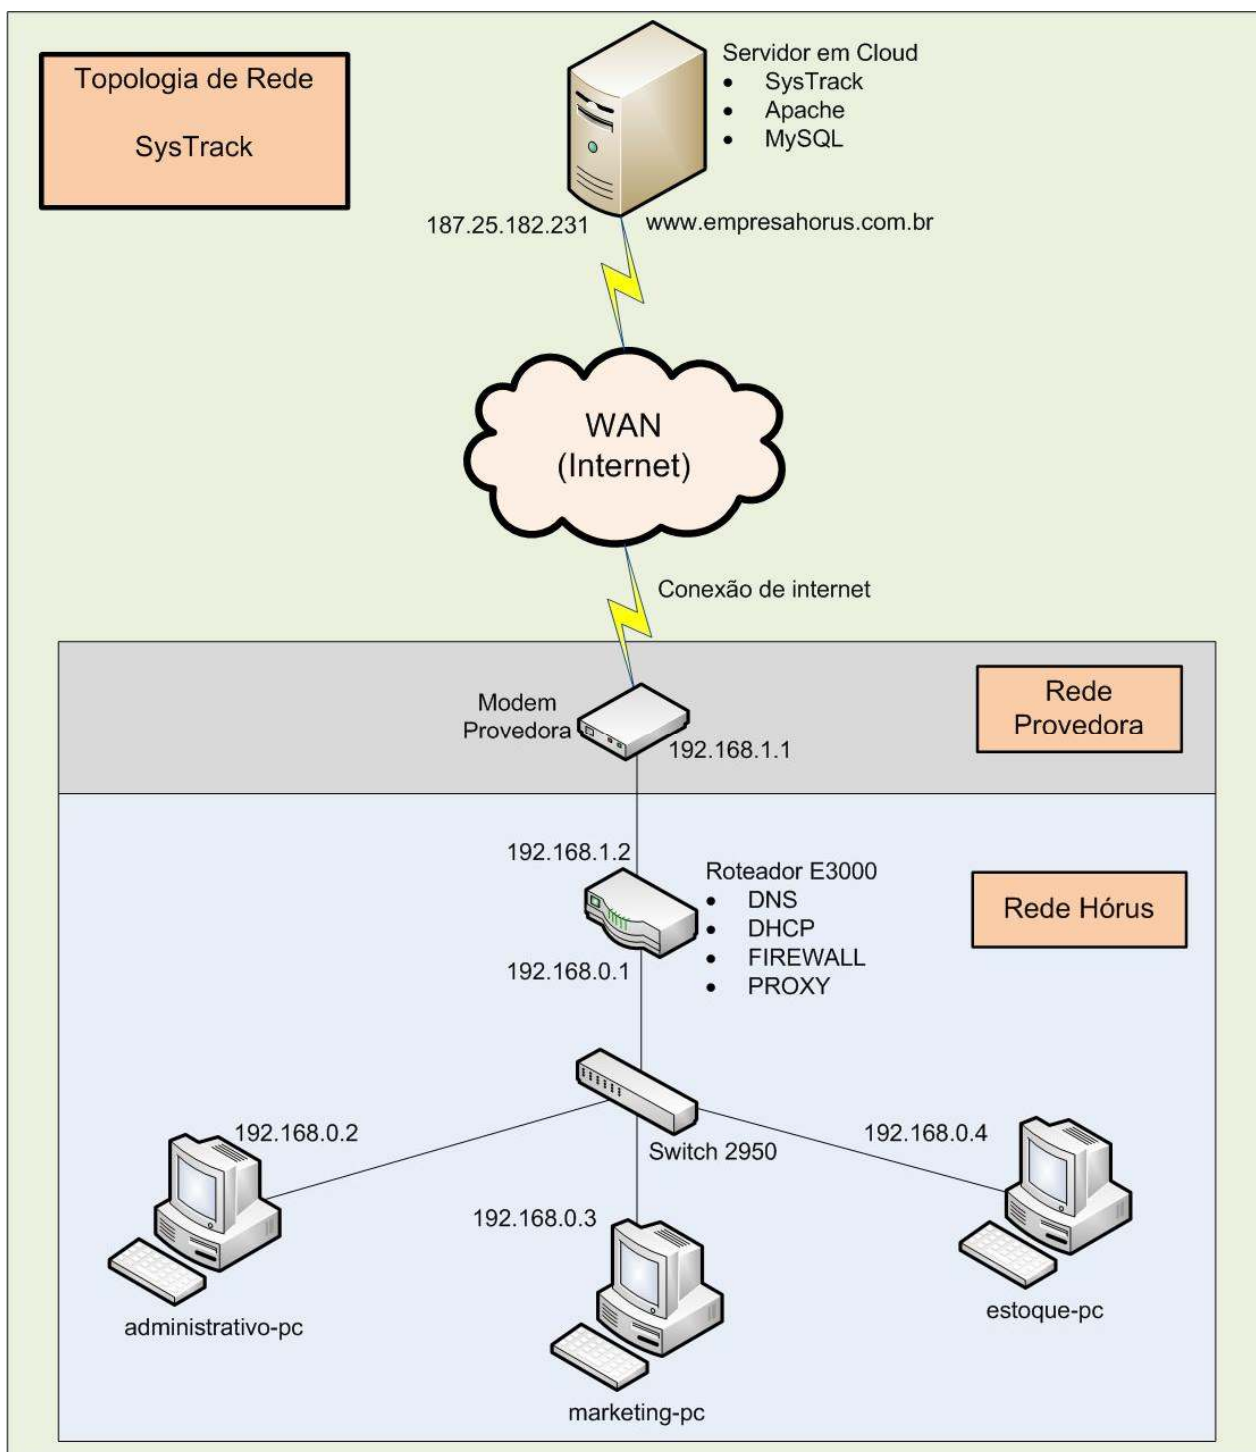 Topologia de Rede
SysTrack
Servidor em Cloud
• SysTrack
• Apache
• MySQL
187.25.182.231
www.empresahorus.com.br
WAN
(Internet)
Conexão de internet
Modem
Provedora
192.168.1.1
Rede
Provedora
192.168.1.2
Roteador E3000
• DNS
• DHCP
• FIREWALL
• PROXY
192.168.0.1
Rede Hórus
Switch 2950
192.168.0.2
administrativo-pc
192.168.0.3
marketing-pc
192.168.0.4
estoque-pc